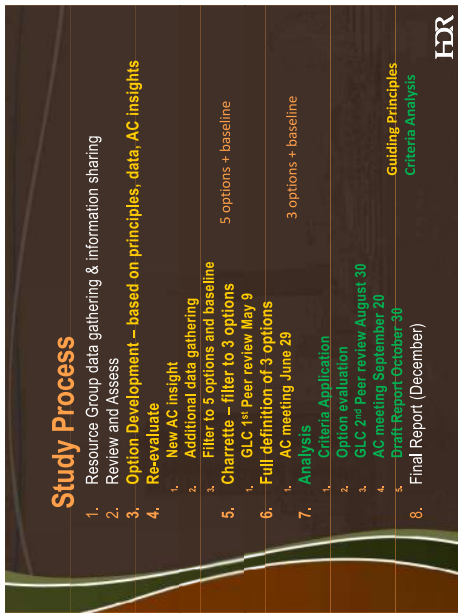 Study Process
1. Resource Group data gathering & information sharing
2. Review and Assess
3. Option Development – based on principles, data, AC insights
4. Re-evaluate
1. New AC insight
2. Additional data gathering
3. Filter to 5 options and baseline
5. Charrette – filter to 3 options
5 options + baseline
1. GLC 1st Peer review May 9
6. Full definition of 3 options
1. AC meeting June 29
3 options + baseline
7. Analysis
1. Criteria Application
2. Option evaluation
3. GLC 2nd Peer review August 30
4. AC meeting September 20
5. Draft Report October 30
8. Final Report (December)
Guiding Principles
Criteria Analysis
HDR